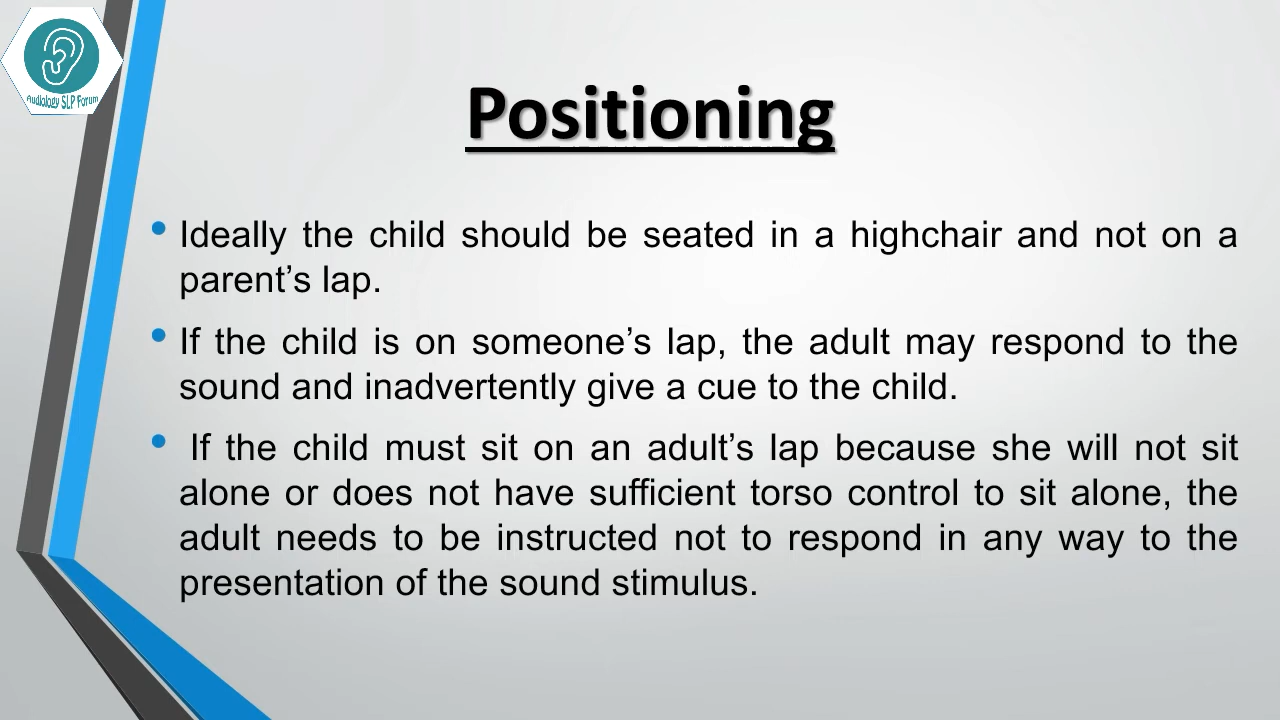 Audiology SLP Forum
Positioning
• Ideally the child should be seated in a highchair and not on a
parent’s lap.
• If the child is on someone’s lap, the adult may respond to the
sound and inadvertently give a cue to the child.
• If the child must sit on an adult’s lap because she will not sit
alone or does not have sufficient torso control to sit alone, the
adult needs to be instructed not to respond in any way to the
presentation of the sound stimulus.